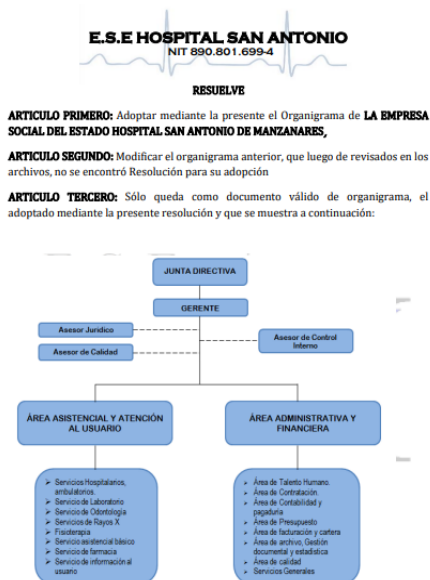 E.S.E HOSPITAL SAN ANTONIO
NIT 890.801.699-4
RESUELVE
ARTICULO PRIMERO: Adoptar mediante la presente el Organigrama de LA EMPRESA
SOCIAL DEL ESTADO HOSPITAL SAN ANTONIO DE MANZANARES,
ARTICULO SEGUNDO: Modificar el organigrama anterior, que luego de revisados en los
archivos, no se encontró Resolución para su adopción
ARTICULO TERCERO: Sólo queda como documento válido de organigrama, el
adoptado mediante la presente resolución y que se muestra a continuación:
JUNTA DIRECTIVA
GERENTE
Asesor Jurídico
Asesor de Calidad
Asesor de Control
Interno
ÁREA ASISTENCIAL Y ATENCIÓN
AL USUARIO
ÁREA ADMINISTRATIVA Y
FINANCIERA
➢ Servicios Hospitalarios,
ambulatorios.
➢ Servicio de Laboratorio
➢ Servicio de Odontología
➢ Servicios de Rayos X
➢ Fisioterapia
➢ Servicio asistencial básico
➢ Servicio de farmacia
➢ Servicio de información al
usuario
➢ Área de Talento Humano.
➢ Área de Contratación.
➢ Área de Contabilidad y
pagaduría
➢ Área de Presupuesto
➢ Área de facturación y cartera
➢ Área de archivo, Gestión
documental y estadística
➢ Área de calidad
➢ Servicios Generales